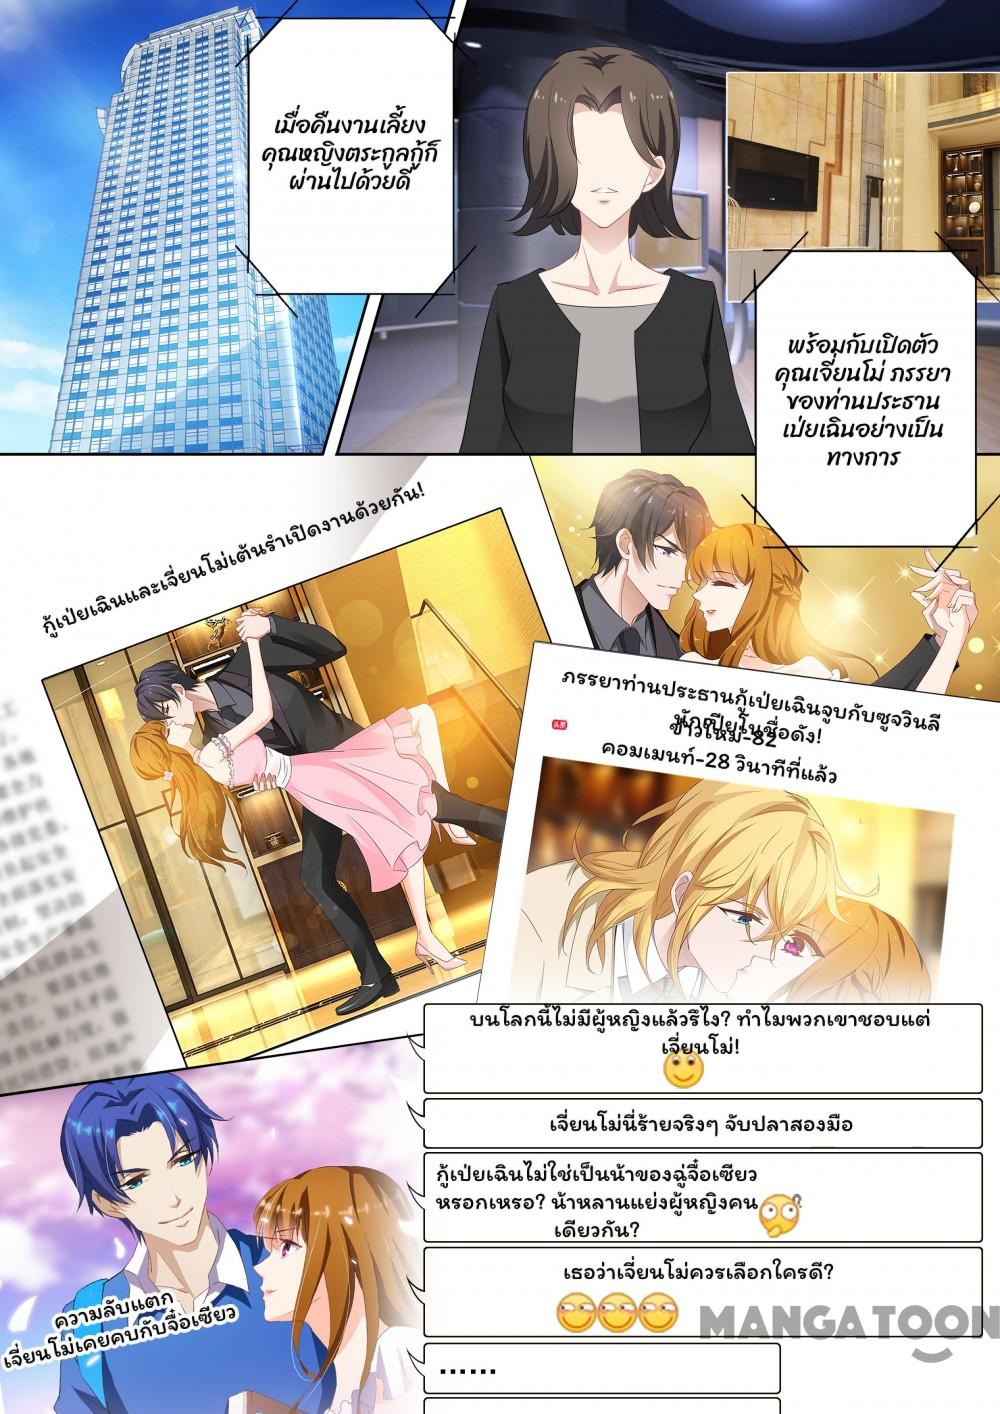 เมื่อคืนงานเลี้ยง
คุณหญิงตระกูลกู้ก็
ผ่านไปด้วยดี
พร้อมกับเปิดตัว
คุณเจี่ยนโม่ ภรรยา
ของท่านประธาน
เป่ยเฉินอย่างเป็น
ทางการ
กู้เป่ยเฉินและเจี่ยนโม่เต้นรำเปิดงานด้วยกัน!
ภรรยาท่านประธานกู้เป่ยเฉินจูบกับซูจวินลี
นักเปียโนชื่อดัง!
ข่าวใหม่-82
คอมเมนท์-28 วินาทีที่แล้ว
บนโลกนี้ไม่มีผู้หญิงแล้วรึไง? ทำไมพวกเขาชอบแต่
เจี่ยนโม่!
เจี่ยนโม่นี่ร้ายจริงๆ จับปลาสองมือ
กู้เป่ยเฉินไม่ใช่เป็นน้าของฉู่จื่อเซียว
หรอกเหรอ? น้าหลานแย่งผู้หญิงคน
เดียวกัน?
เธอว่าเจี่ยนโม่ควรเลือกใครดี?
ความลับแตก
เจี่ยนโม่เคยคบกับจื่อเซียว
......
MANGATOON